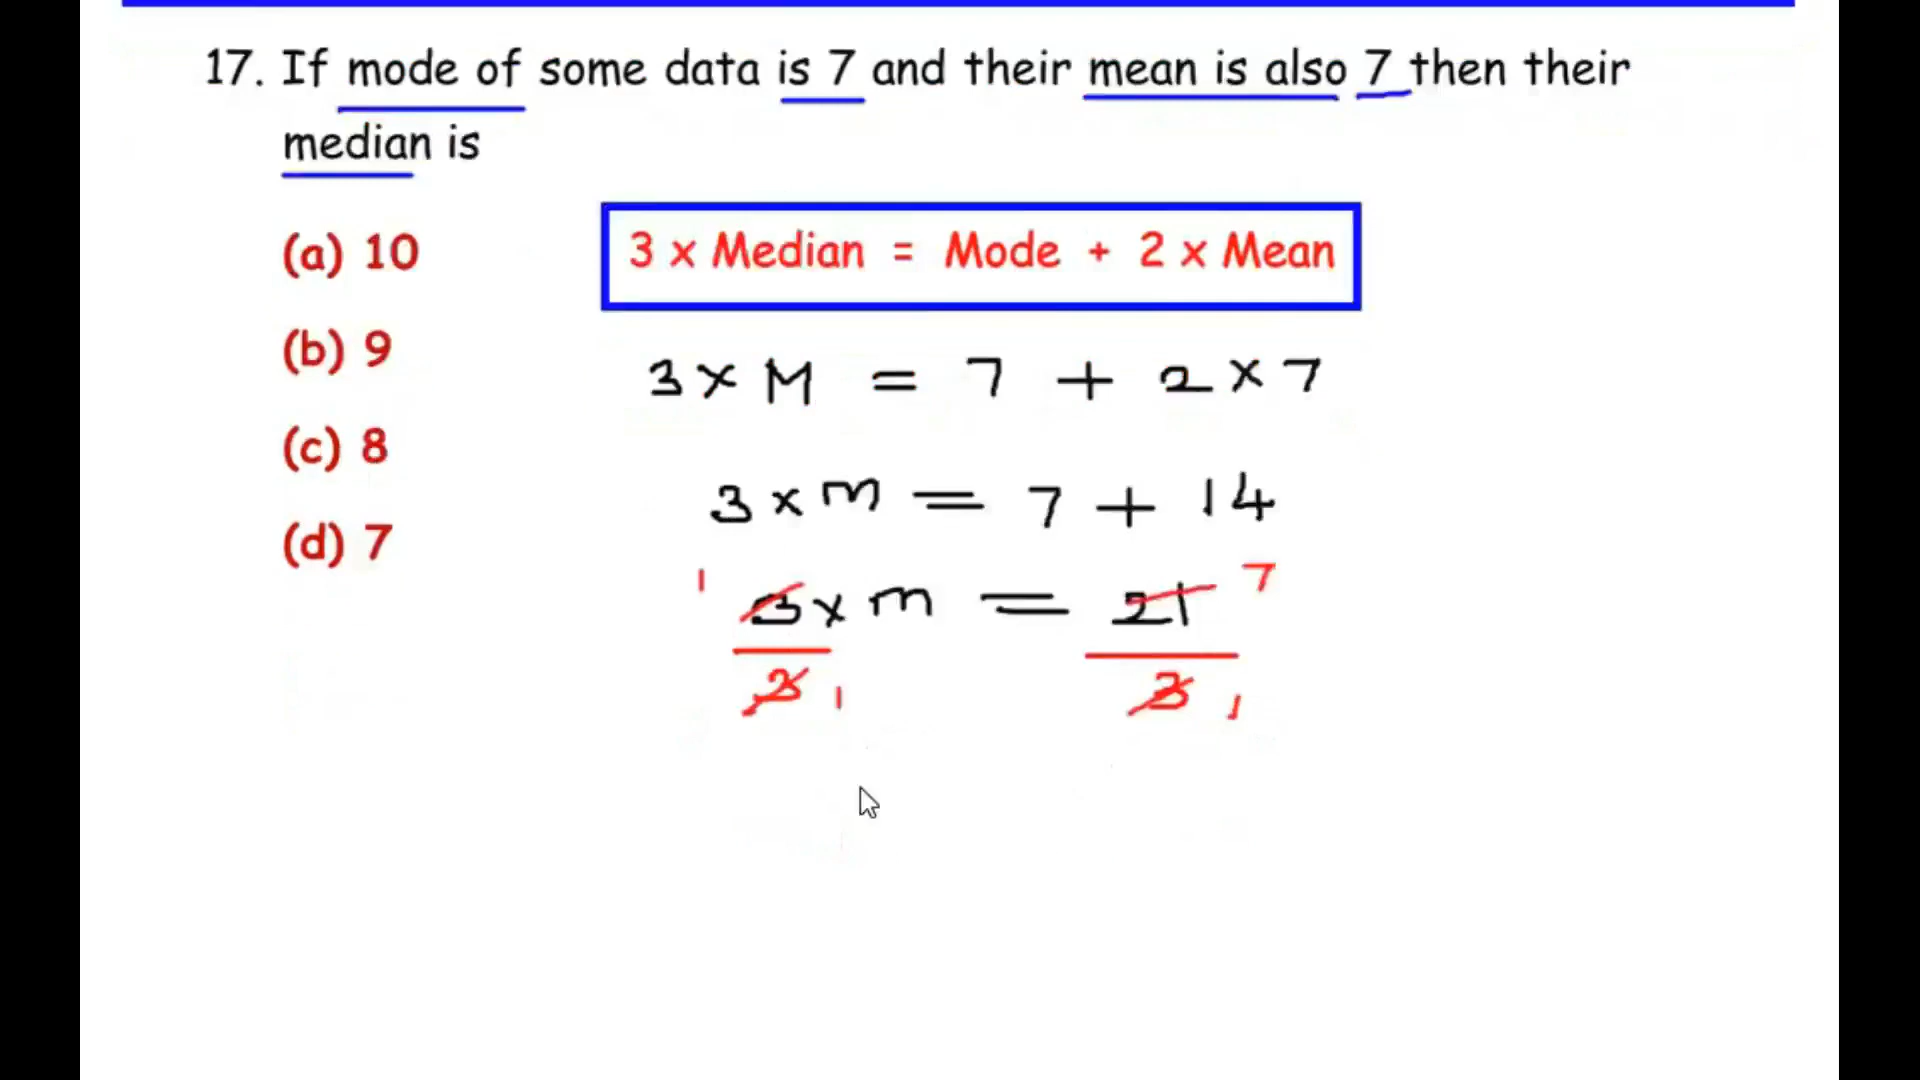 17. If mode of some data is 7 and their mean is also 7 then their
median is
(a) 10
(b) 9
(c) 8
(d) 7
3 x Median = Mode + 2 x Mean
3 × M = 7 + 2 × 7
3 × m = 7 + 14
1 3 × m = 21 7
3 1 3 1